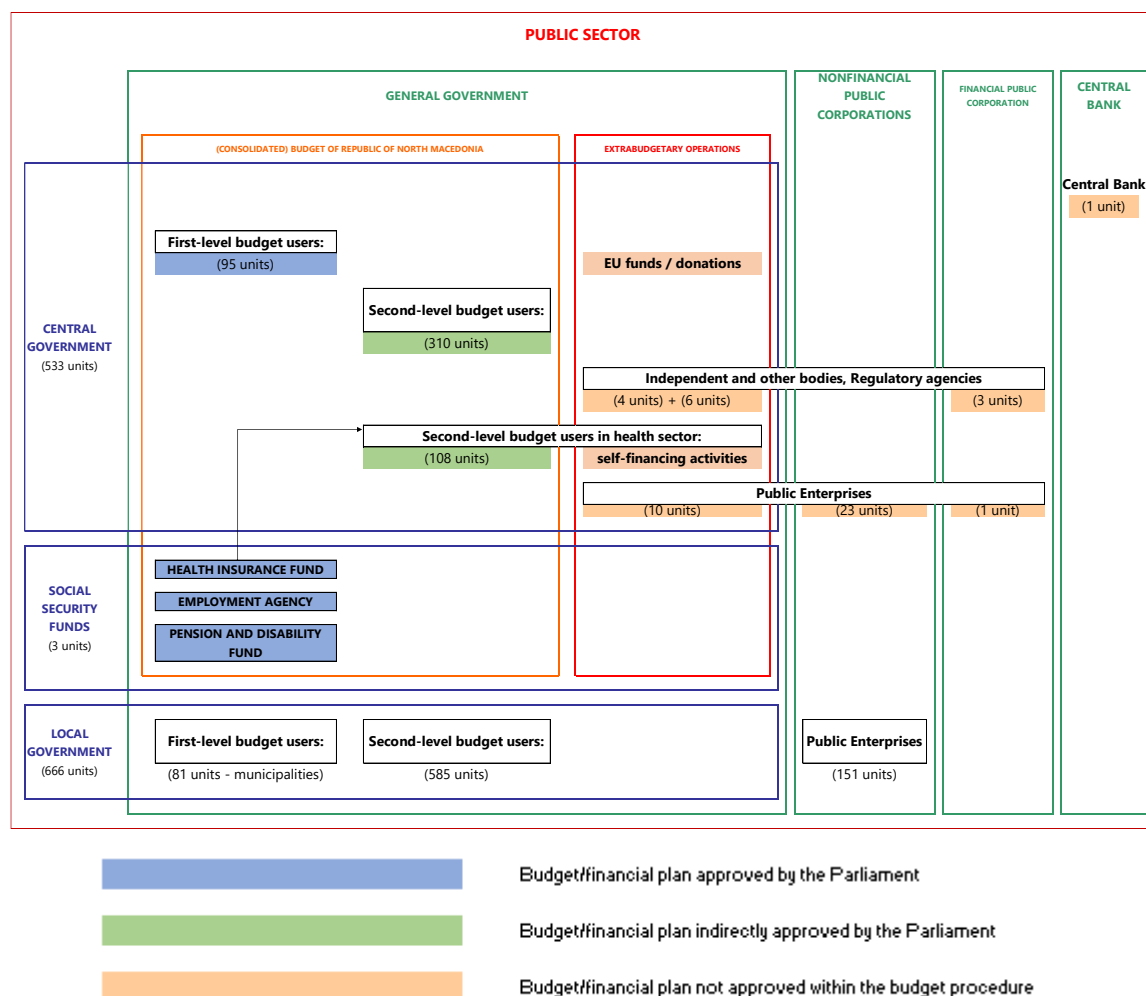 PUBLIC SECTOR
GENERAL GOVERNMENT
NONFINANCIAL
PUBLIC
CORPORATIONS
FINANCIAL PUBLIC
CORPORATION
CENTRAL
BANK
(CONSOLIDATED) BUDGET OF REPUBLIC OF NORTH MACEDONIA
EXTRABUDGETARY OPERATIONS
Central Bank
(1 unit)
First-level budget users:
(95 units)
EU funds / donations
Second-level budget users:
(310 units)
CENTRAL
GOVERNMENT
(533 units)
Independent and other bodies, Regulatory agencies
(4 units) + (6 units)
(3 units)
Second-level budget users in health sector:
(108 units)
self-financing activities
Public Enterprises
(10 units)
(23 units)
(1 unit)
SOCIAL
SECURITY
FUNDS
(3 units)
HEALTH INSURANCE FUND
EMPLOYMENT AGENCY
PENSION AND DISABILITY
FUND
LOCAL
GOVERNMENT
(666 units)
First-level budget users:
(81 units - municipalities)
Second-level budget users:
(585 units)
Public Enterprises
(151 units)
Budget/financial plan approved by the Parliament
Budget/financial plan indirectly approved by the Parliament
Budget/financial plan not approved within the budget procedure